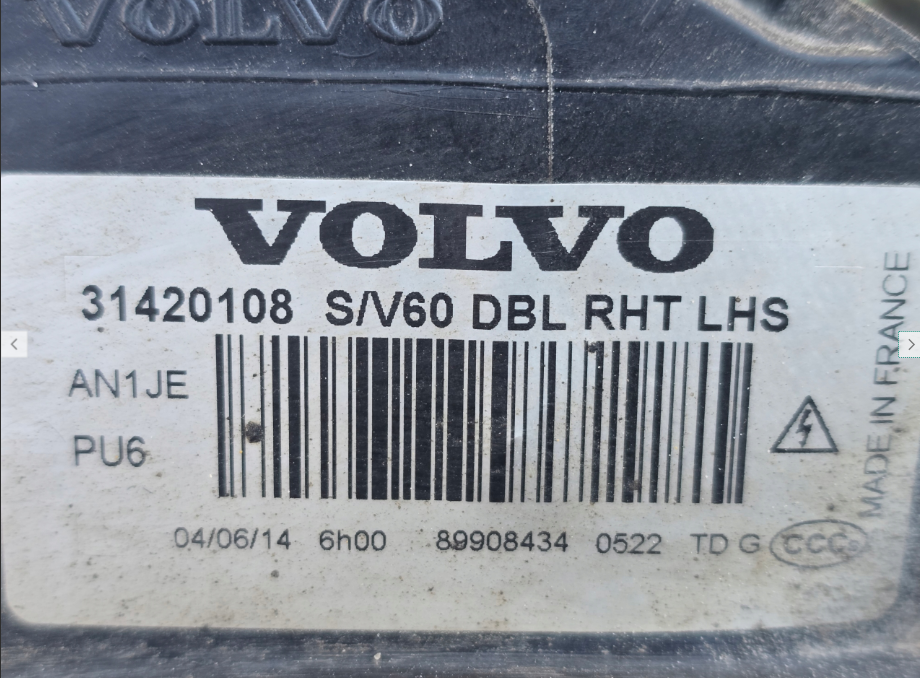 VOLVO
VOLVO
31420108 S/V60 DBL RHT LHS
AN1JE
PU6
04/06/14 6h00 89908434 0522 TD G CCC
MADE IN FRANCE